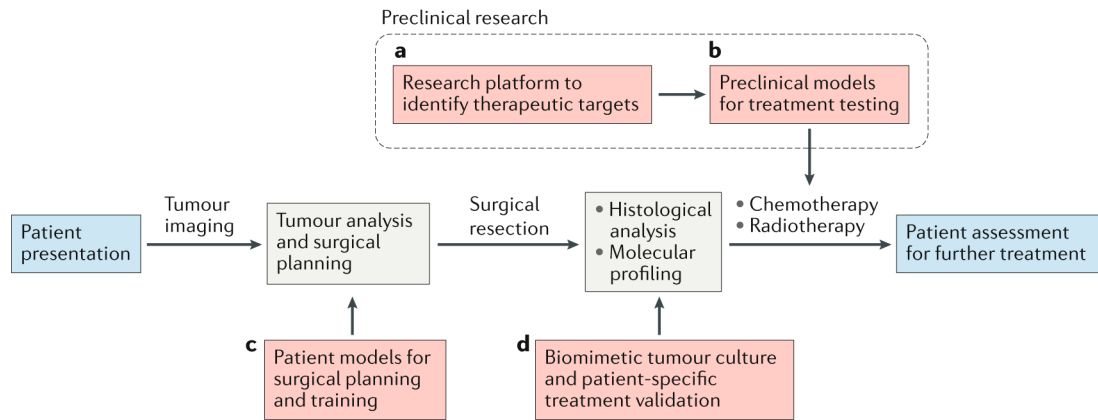 Preclinical research
a
Research platform to
identify therapeutic targets
b
Preclinical models
for treatment testing
Patient
presentation
Tumour
imaging
Tumour analysis
and surgical
planning
Surgical
resection
• Histological
analysis
• Molecular
profiling
• Chemotherapy
• Radiotherapy
Patient assessment
for further treatment
c
Patient models for
surgical planning
and training
d
Biomimetic tumour culture
and patient-specific
treatment validation